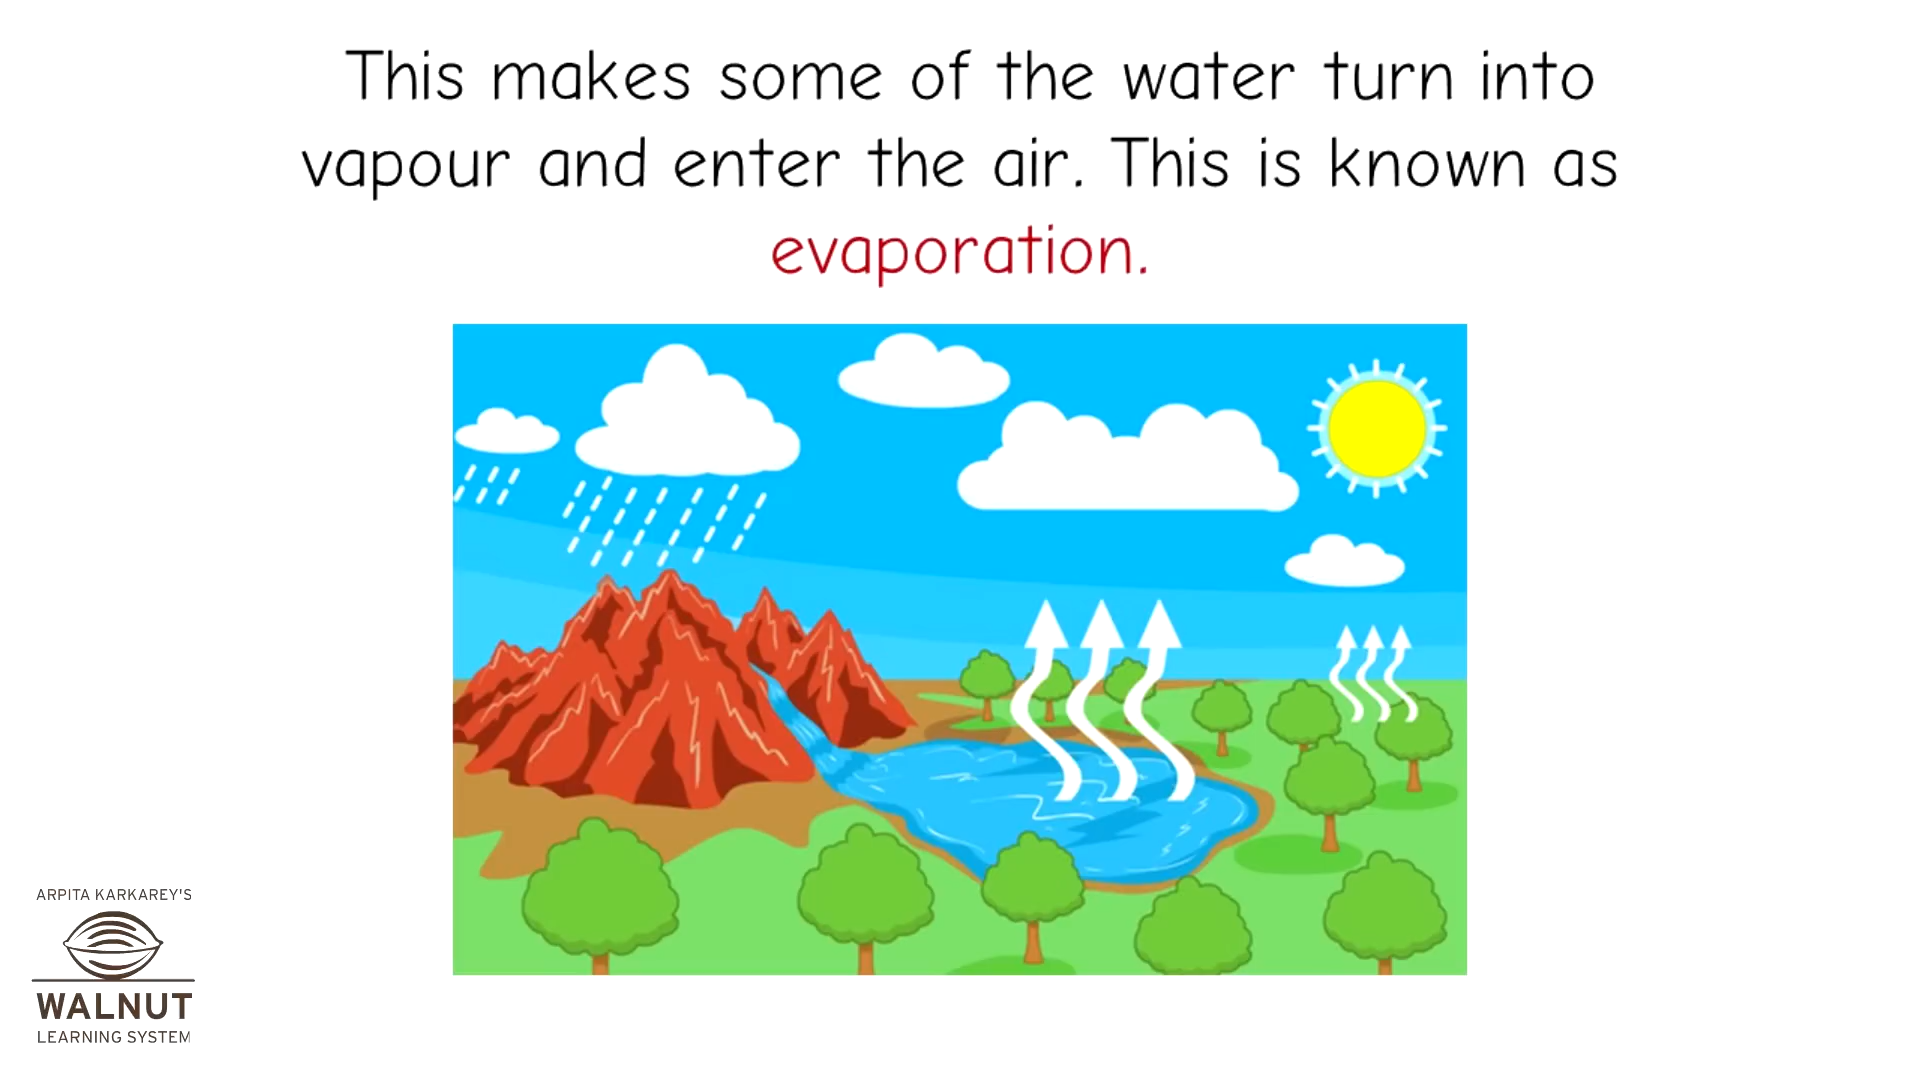 This makes some of the water turn into
vapour and enter the air. This is known as
evaporation.
ARPITA KARKAREY'S
WALNUT
LEARNING SYSTEM